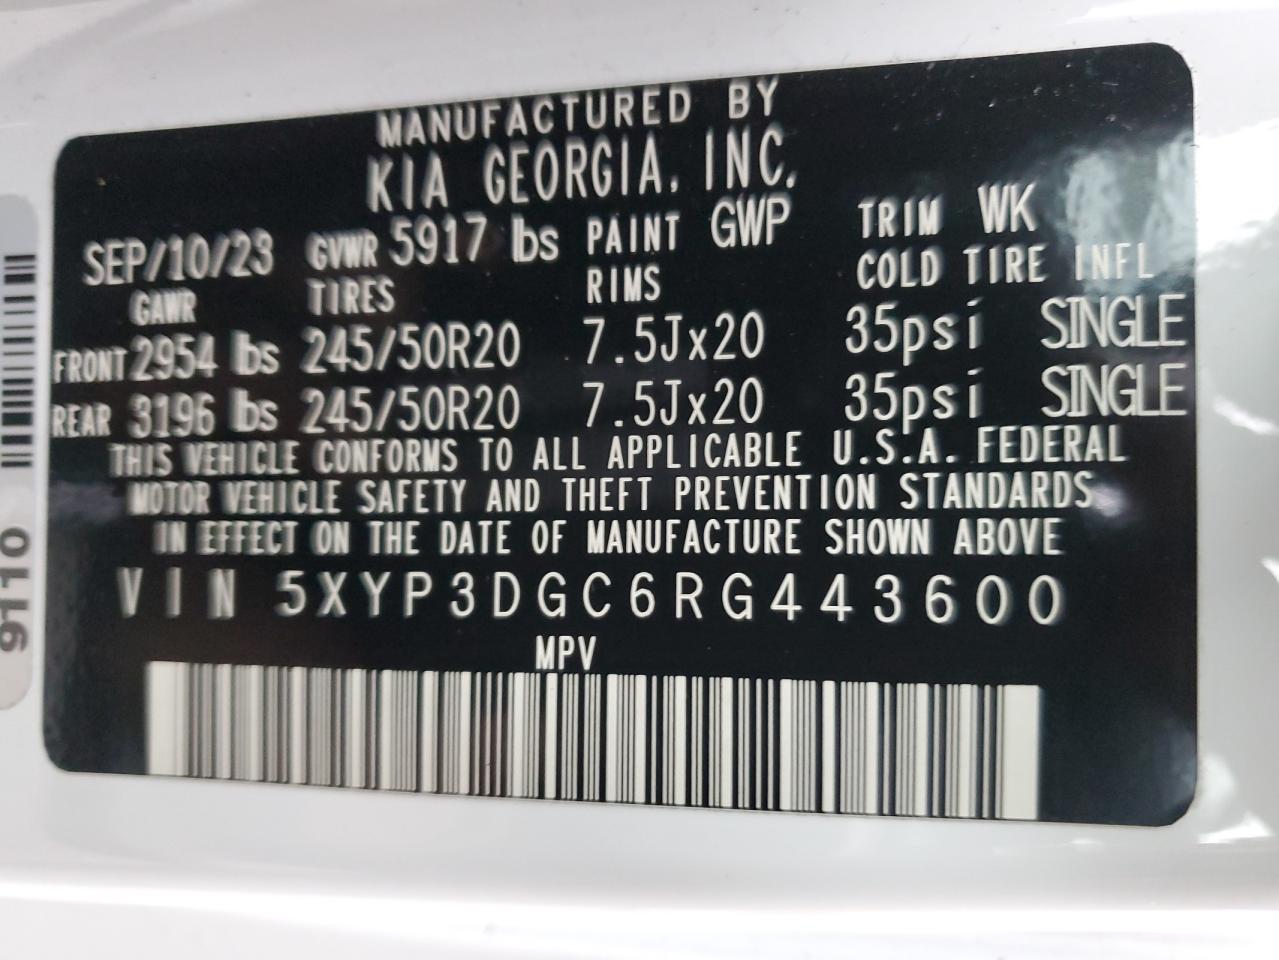 MANUFACTURED BY
KIA GEORGIA, INC.
SEP/10/23 GVWR 5917 lbs PAINT GWP TRIM WK
GAWR TIRES RIMS COLD TIRE INFL
FRONT 2954 lbs 245/50R20 7.5Jx20 35psi SINGLE
REAR 3196 lbs 245/50R20 7.5Jx20 35psi SINGLE
THIS VEHICLE CONFORMS TO ALL APPLICABLE U.S.A. FEDERAL
MOTOR VEHICLE SAFETY AND THEFT PREVENTION STANDARDS
IN EFFECT ON THE DATE OF MANUFACTURE SHOWN ABOVE
VIN 5XYP3DGC6RG443600
MPV
9110